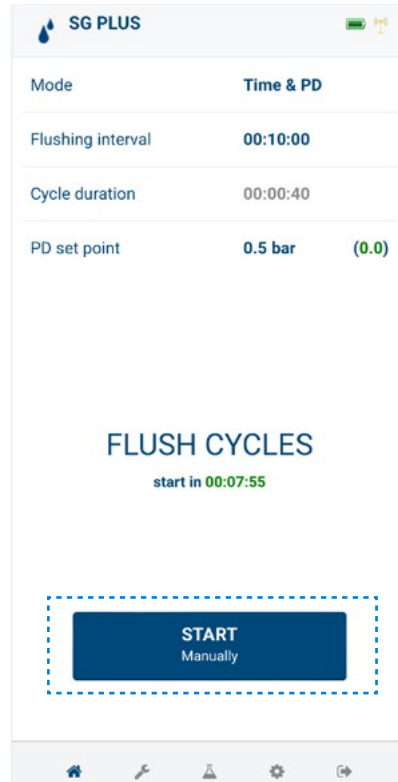 SG PLUS
Mode Time & PD
Flushing interval 00:10:00
Cycle duration 00:00:40
PD set point 0.5 bar (0.0)
FLUSH CYCLES
start in 00:07:55
START
Manually